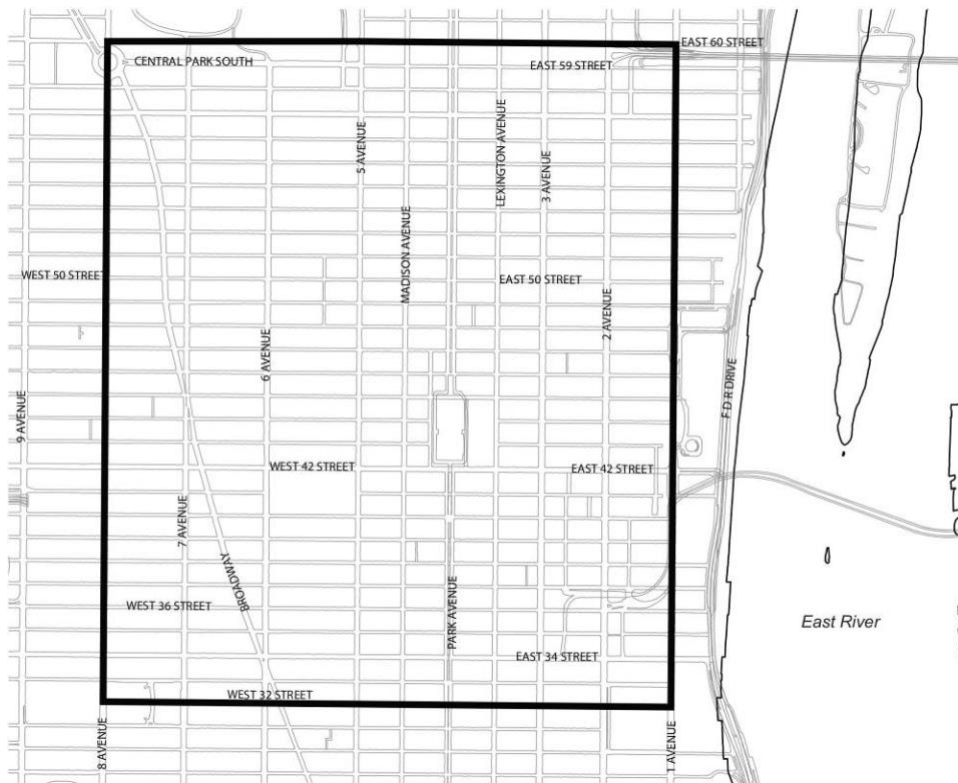 EAST 60 STREET
CENTRAL PARK SOUTH
EAST 59 STREET
5 AVENUE
LEXINGTON AVENUE
3 AVENUE
MADISON AVENUE
WEST 50 STREET
EAST 50 STREET
2 AVENUE
6 AVENUE
F D R DRIVE
9 AVENUE
WEST 42 STREET
EAST 42 STREET
7 AVENUE
BROADWAY
PARK AVENUE
WEST 36 STREET
East River
EAST 34 STREET
WEST 32 STREET
8 AVENUE
1 AVENUE